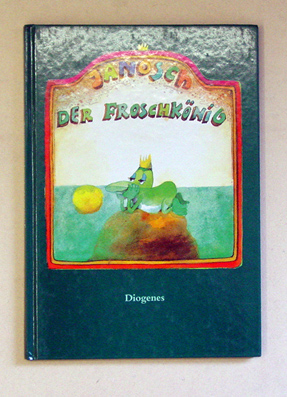 JANOSCH
DER FROSCHKÖNIG
Diogenes